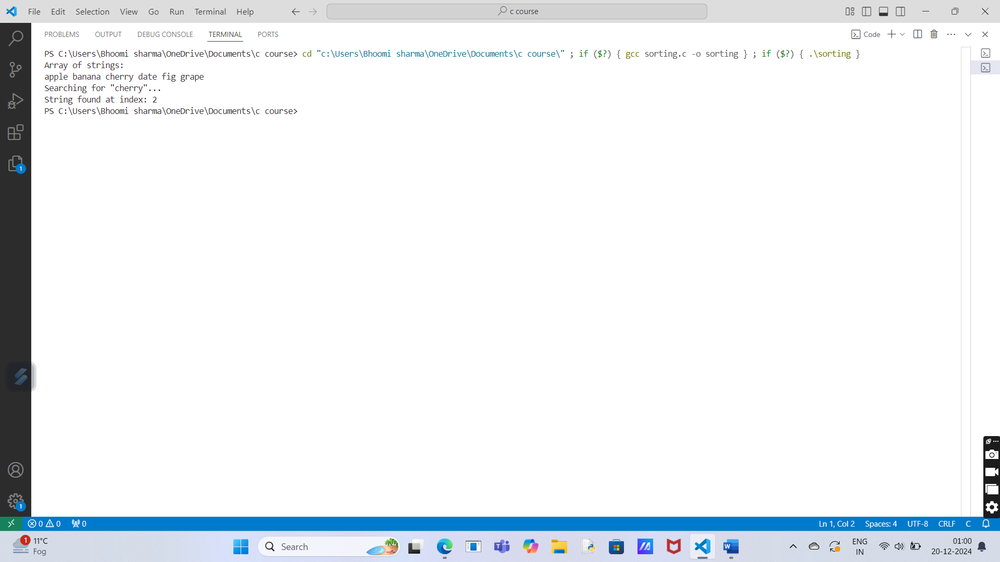 File Edit Selection View Go Run Terminal Help
c course
PROBLEMS OUTPUT DEBUG CONSOLE TERMINAL PORTS
Code
PS C:\Users\Bhoomi sharma\OneDrive\Documents\c course> cd "c:\Users\Bhoomi sharma\OneDrive\Documents\c course\" ; if ($?) { gcc sorting.c -o sorting } ; if ($?) { .\sorting }
Array of strings:
apple banana cherry date fig grape
Searching for "cherry"...
String found at index: 2
PS C:\Users\Bhoomi sharma\OneDrive\Documents\c course>
1
1
0 0 0
Ln 1, Col 2 Spaces: 4 UTF-8 CRLF C
1
11°C
Fog
Search
ENG
IN
01:00
20-12-2024